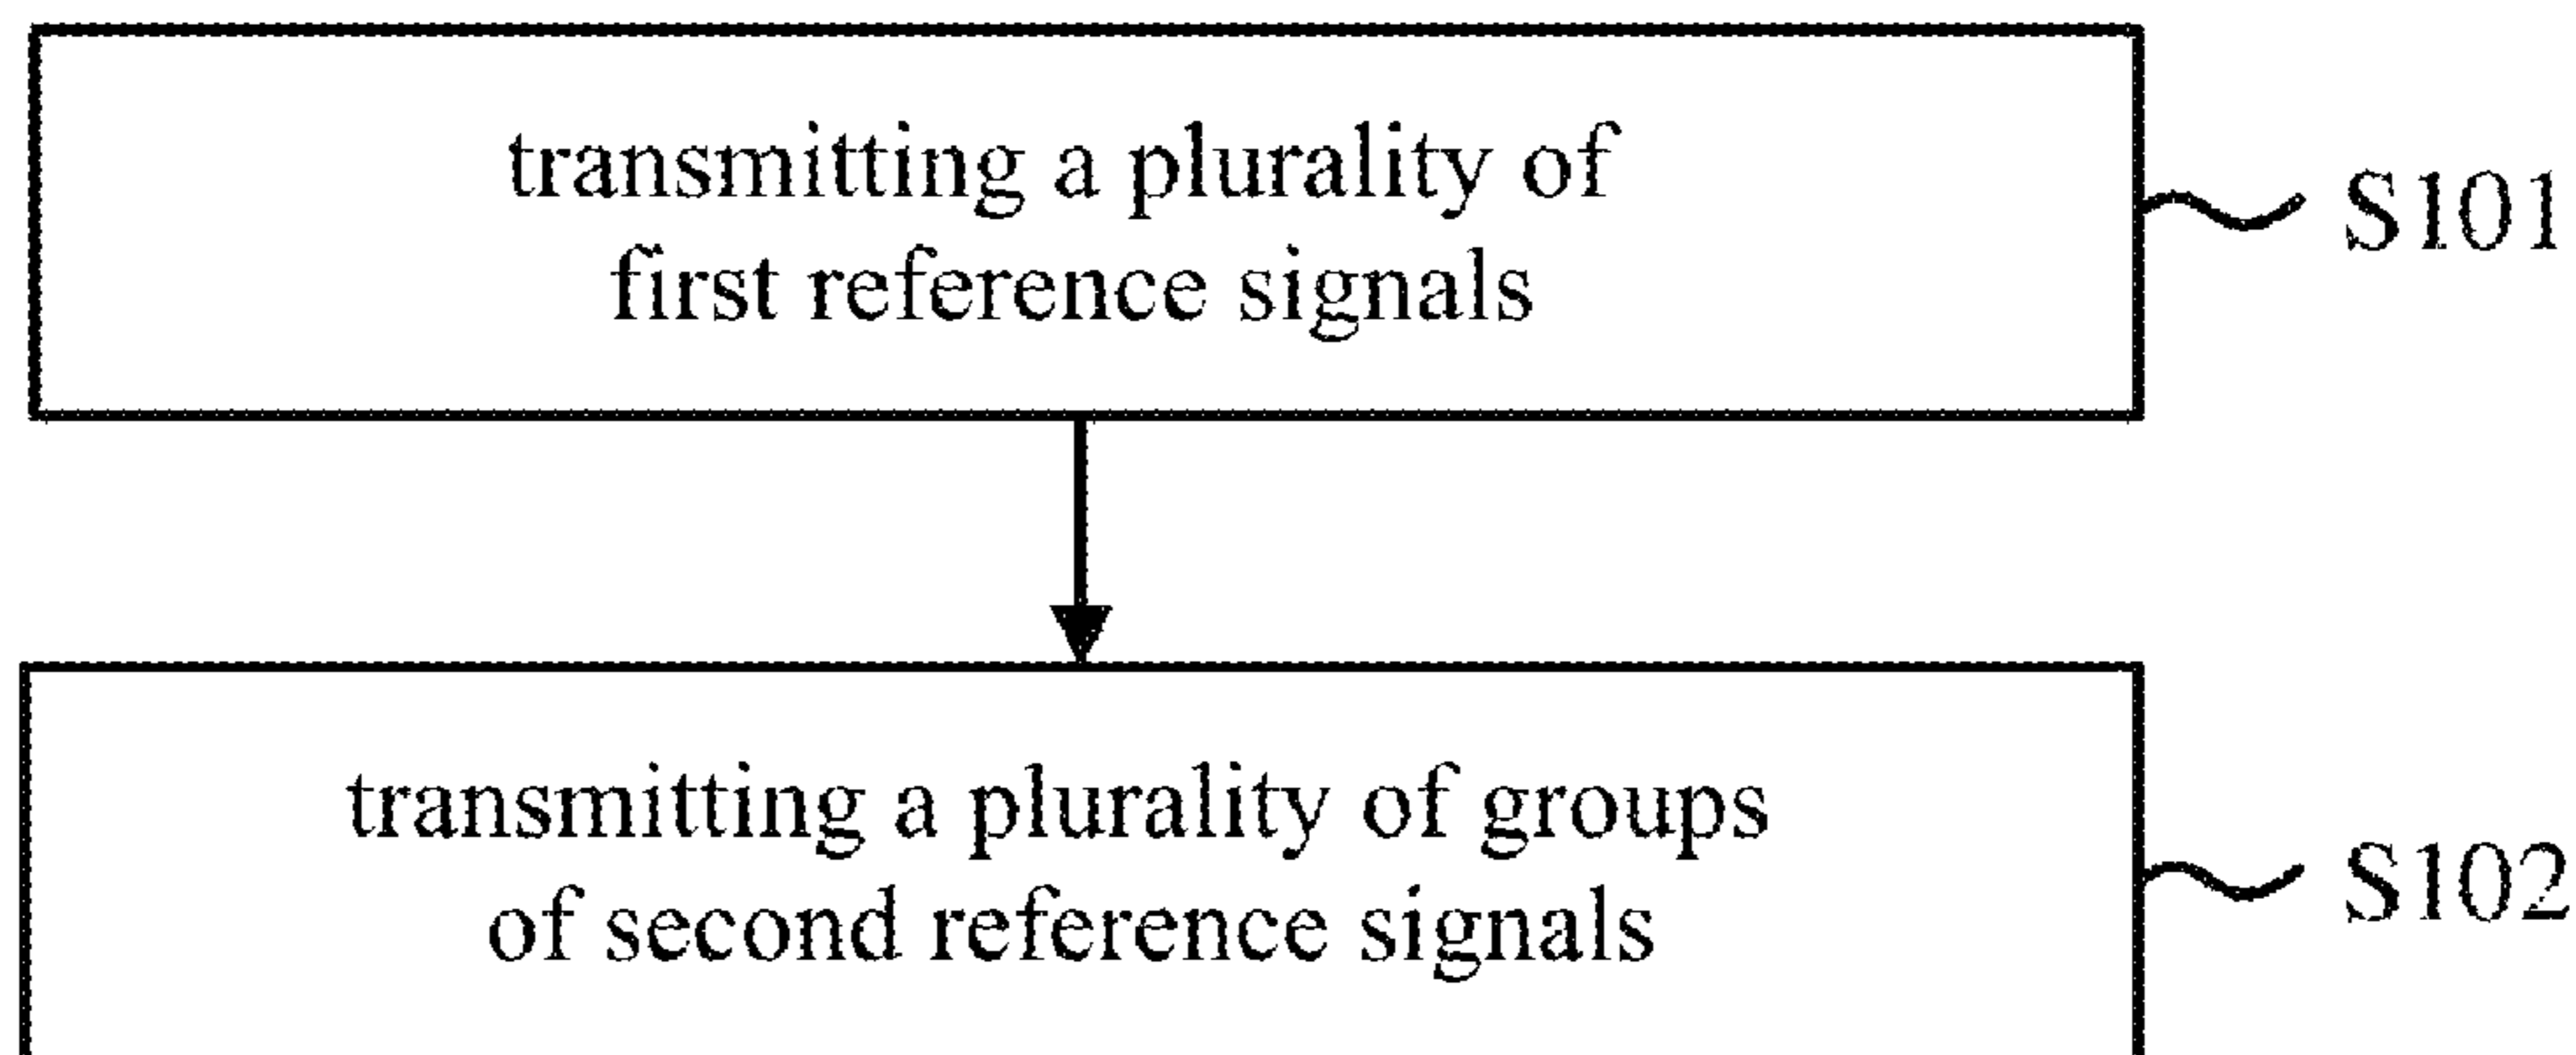 transmitting a plurality of
first reference signals
S101
transmitting a plurality of groups
of second reference signals
S102